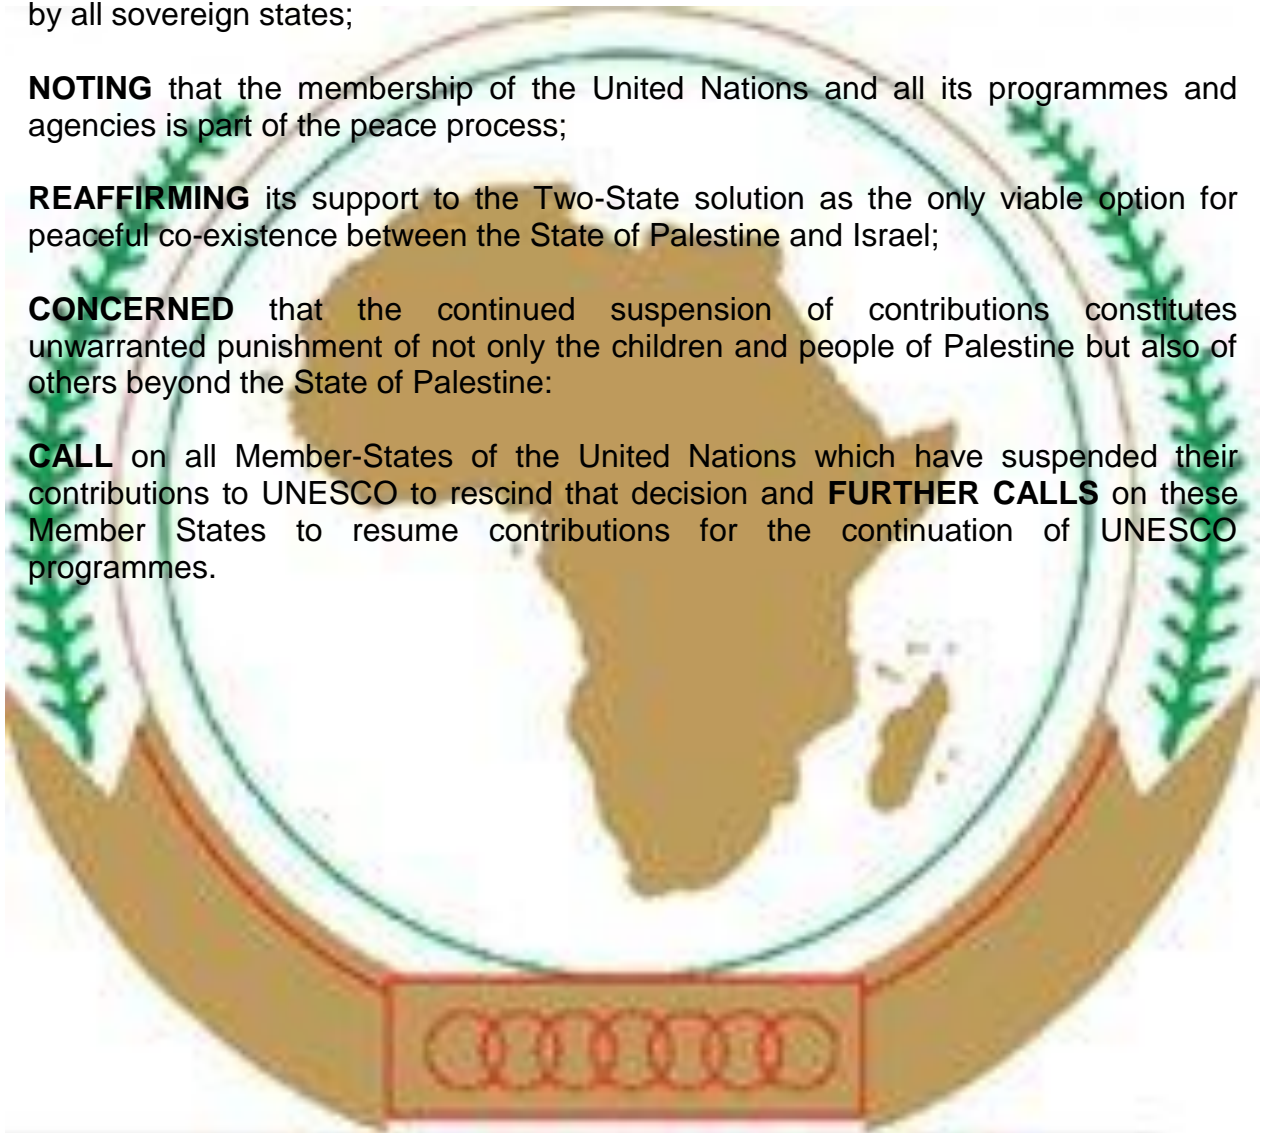 by all sovereign states;
NOTING that the membership of the United Nations and all its programmes and
agencies is part of the peace process;
REAFFIRMING its support to the Two-State solution as the only viable option for
peaceful co-existence between the State of Palestine and Israel;
CONCERNED that the continued suspension of contributions constitutes
unwarranted punishment of not only the children and people of Palestine but also of
others beyond the State of Palestine:
CALL on all Member-States of the United Nations which have suspended their
contributions to UNESCO to rescind that decision and FURTHER CALLS on these
Member States to resume contributions for the continuation of UNESCO
programmes.